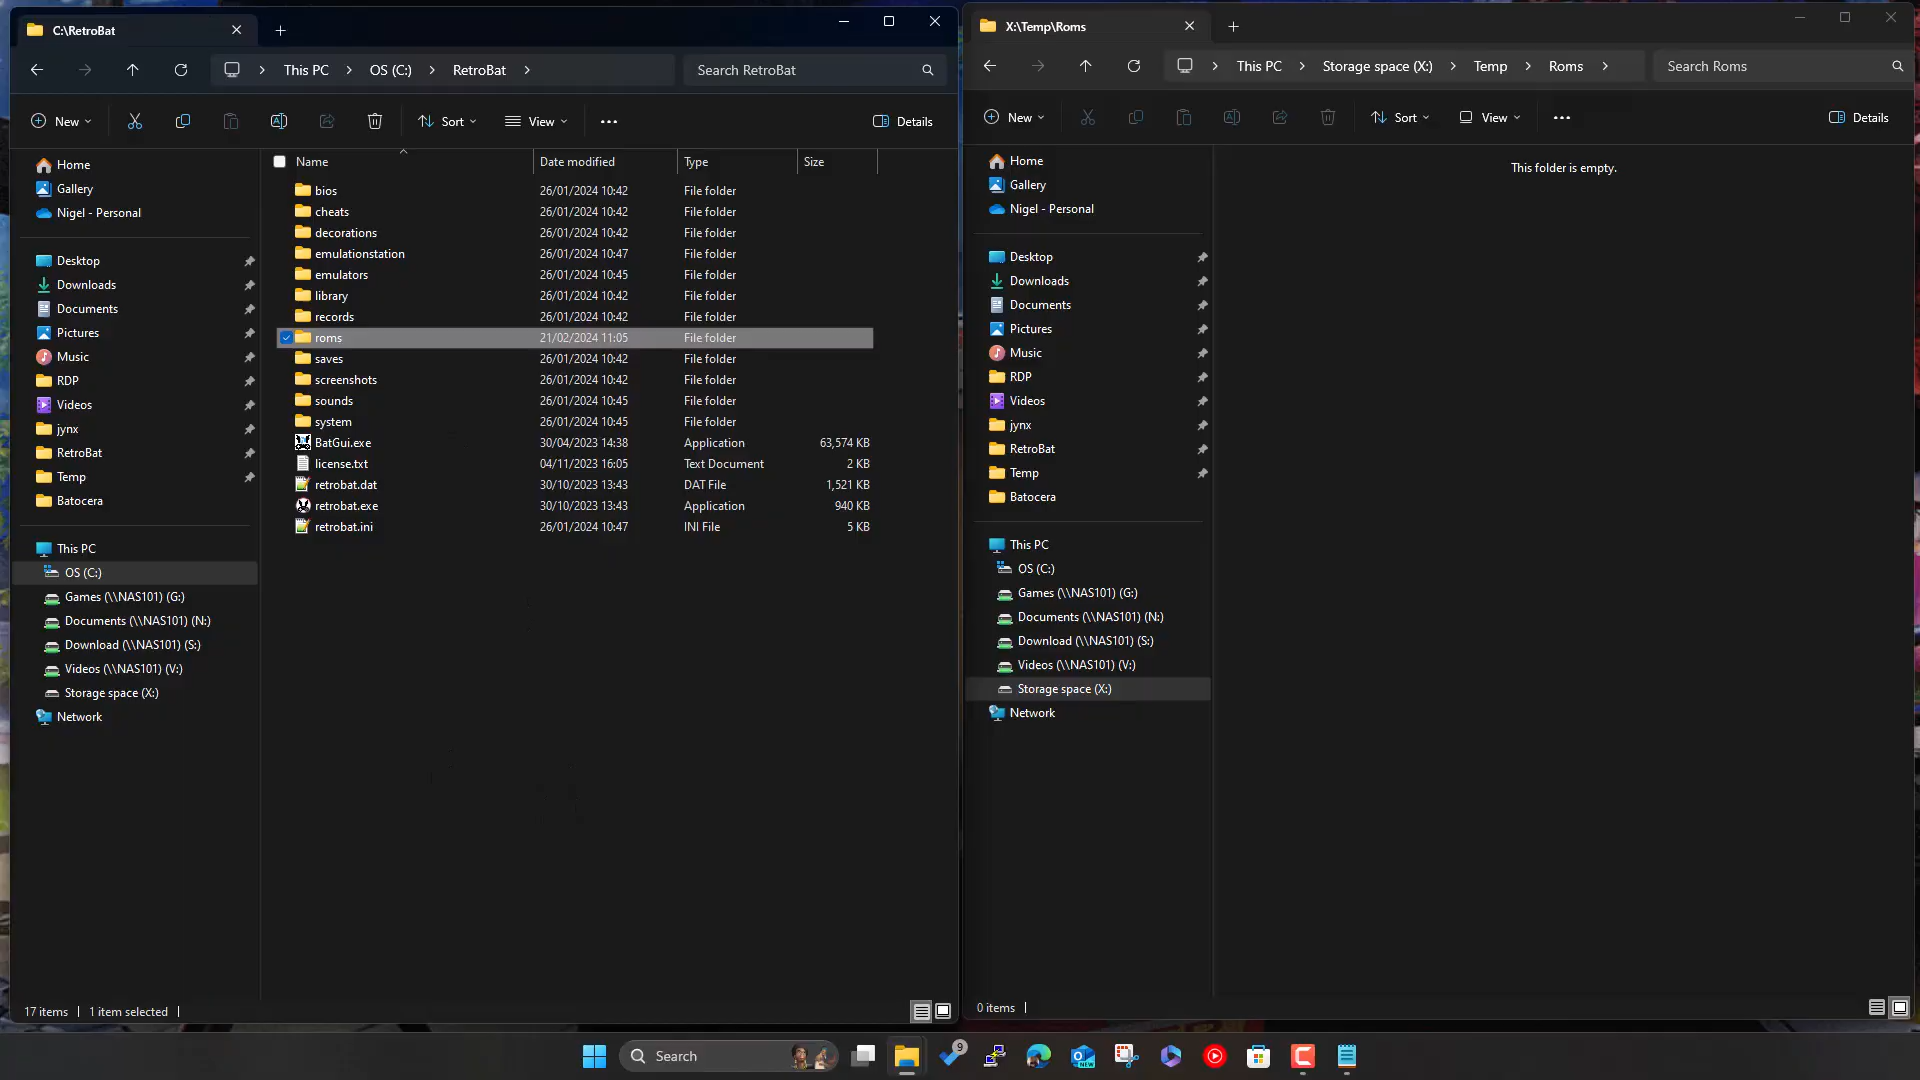 C:\RetroBat
This PC
OS (C:)
RetroBat
Search RetroBat
New
Sort
View
Details
Home
Gallery
Nigel - Personal
Desktop
Downloads
Documents
Pictures
Music
RDP
Videos
jynx
RetroBat
Temp
Batocera
This PC
OS (C:)
Games (\\NAS101) (G:)
Documents (\\NAS101) (N:)
Download (\\NAS101) (S:)
Videos (\\NAS101) (V:)
Storage space (X:)
Network
Name Date modified Type Size
bios 26/01/2024 10:42 File folder
cheats 26/01/2024 10:42 File folder
decorations 26/01/2024 10:42 File folder
emulationstation 26/01/2024 10:47 File folder
emulators 26/01/2024 10:45 File folder
library 26/01/2024 10:42 File folder
records 26/01/2024 10:42 File folder
roms 21/02/2024 11:05 File folder
saves 26/01/2024 10:42 File folder
screenshots 26/01/2024 10:42 File folder
sounds 26/01/2024 10:45 File folder
system 26/01/2024 10:45 File folder
BatGui.exe 30/04/2023 14:38 Application 63,574 KB
license.txt 04/11/2023 16:05 Text Document 2 KB
retrobat.dat 30/10/2023 13:43 DAT File 1,521 KB
retrobat.exe 30/10/2023 13:43 Application 940 KB
retrobat.ini 26/01/2024 10:47 INI File 5 KB
17 items 1 item selected
X:\Temp\Roms
This PC
Storage space (X:)
Temp
Roms
Search Roms
New
Sort
View
Details
Home
Gallery
Nigel - Personal
Desktop
Downloads
Documents
Pictures
Music
RDP
Videos
jynx
RetroBat
Temp
Batocera
This PC
OS (C:)
Games (\\NAS101) (G:)
Documents (\\NAS101) (N:)
Download (\\NAS101) (S:)
Videos (\\NAS101) (V:)
Storage space (X:)
Network
This folder is empty.
0 items
Search
9
NEW